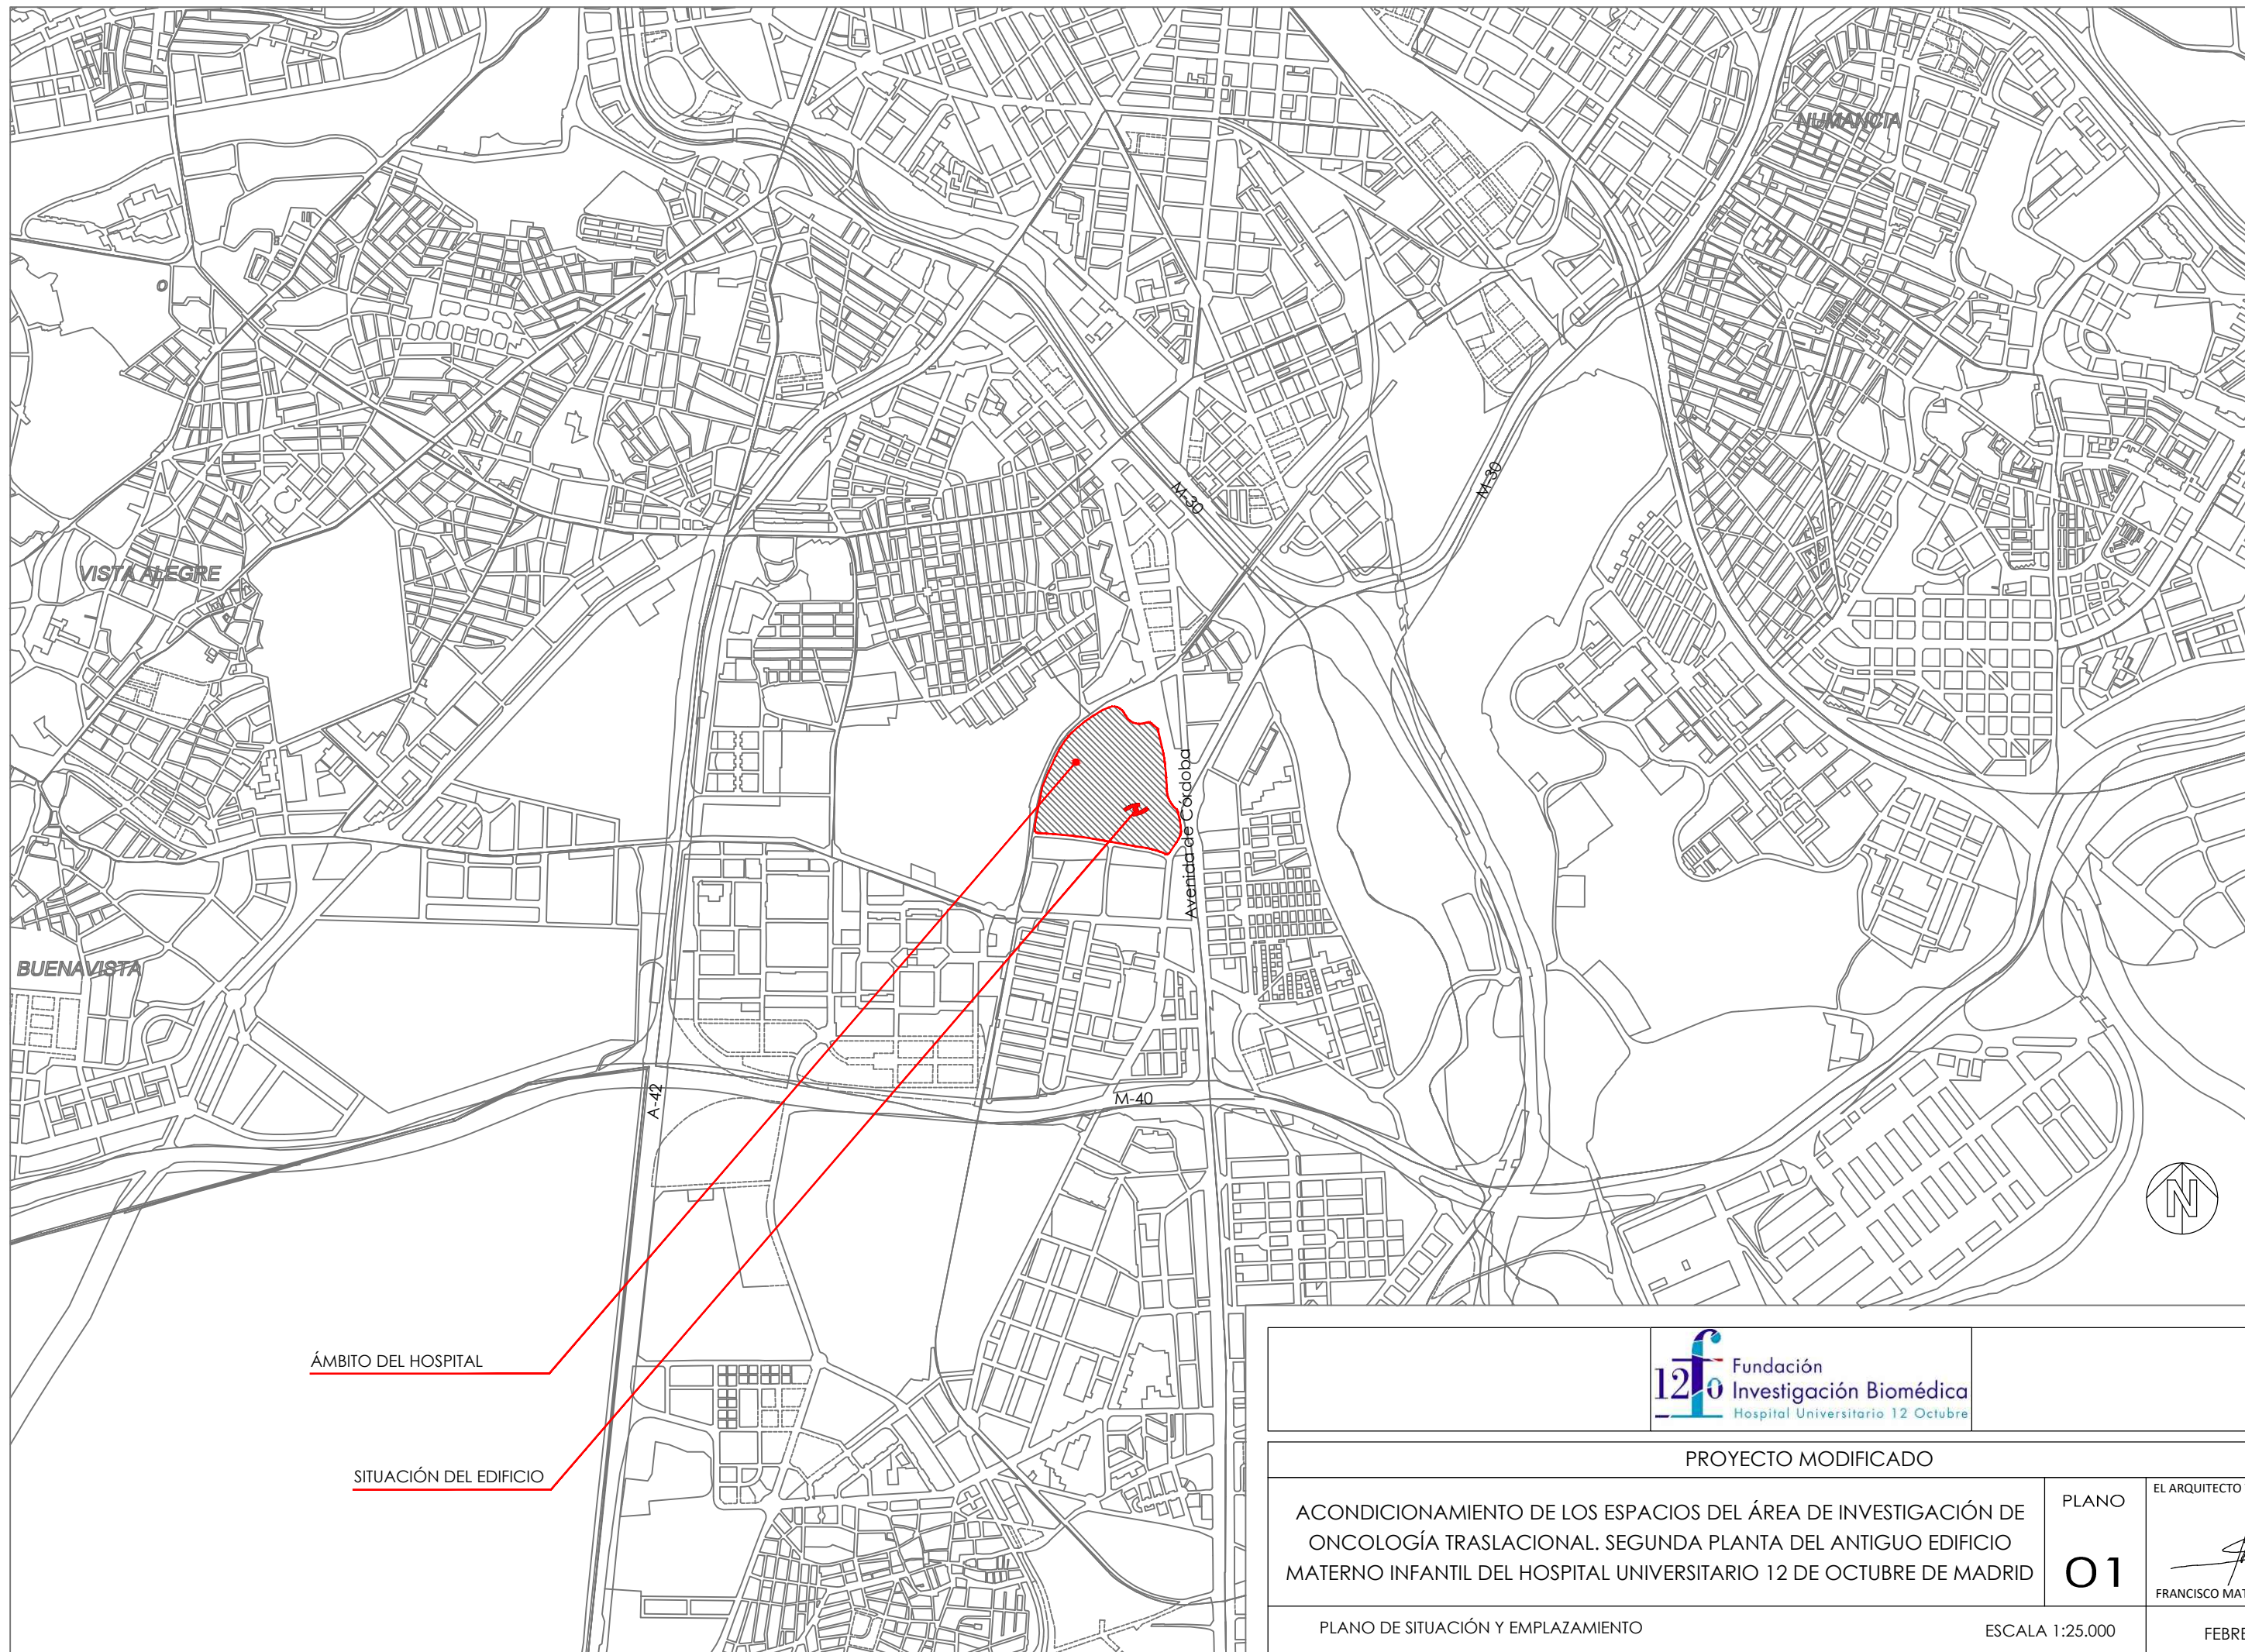 NUMANCIA
M-30
M-30
VISTA ALEGRE
Avenida de Córdoba
BUENAVISTA
A-42
M-40
N
ÁMBITO DEL HOSPITAL
SITUACIÓN DEL EDIFICIO
12 f o
Fundación
Investigación Biomédica
Hospital Universitario 12 Octubre
PROYECTO MODIFICADO
ACONDICIONAMIENTO DE LOS ESPACIOS DEL ÁREA DE INVESTIGACIÓN DE
ONCOLOGÍA TRASLACIONAL. SEGUNDA PLANTA DEL ANTIGUO EDIFICIO
MATERNO INFANTIL DEL HOSPITAL UNIVERSITARIO 12 DE OCTUBRE DE MADRID
PLANO
01
EL ARQUITECTO
FRANCISCO MAT
PLANO DE SITUACIÓN Y EMPLAZAMIENTO
ESCALA 1:25.000
FEBRE